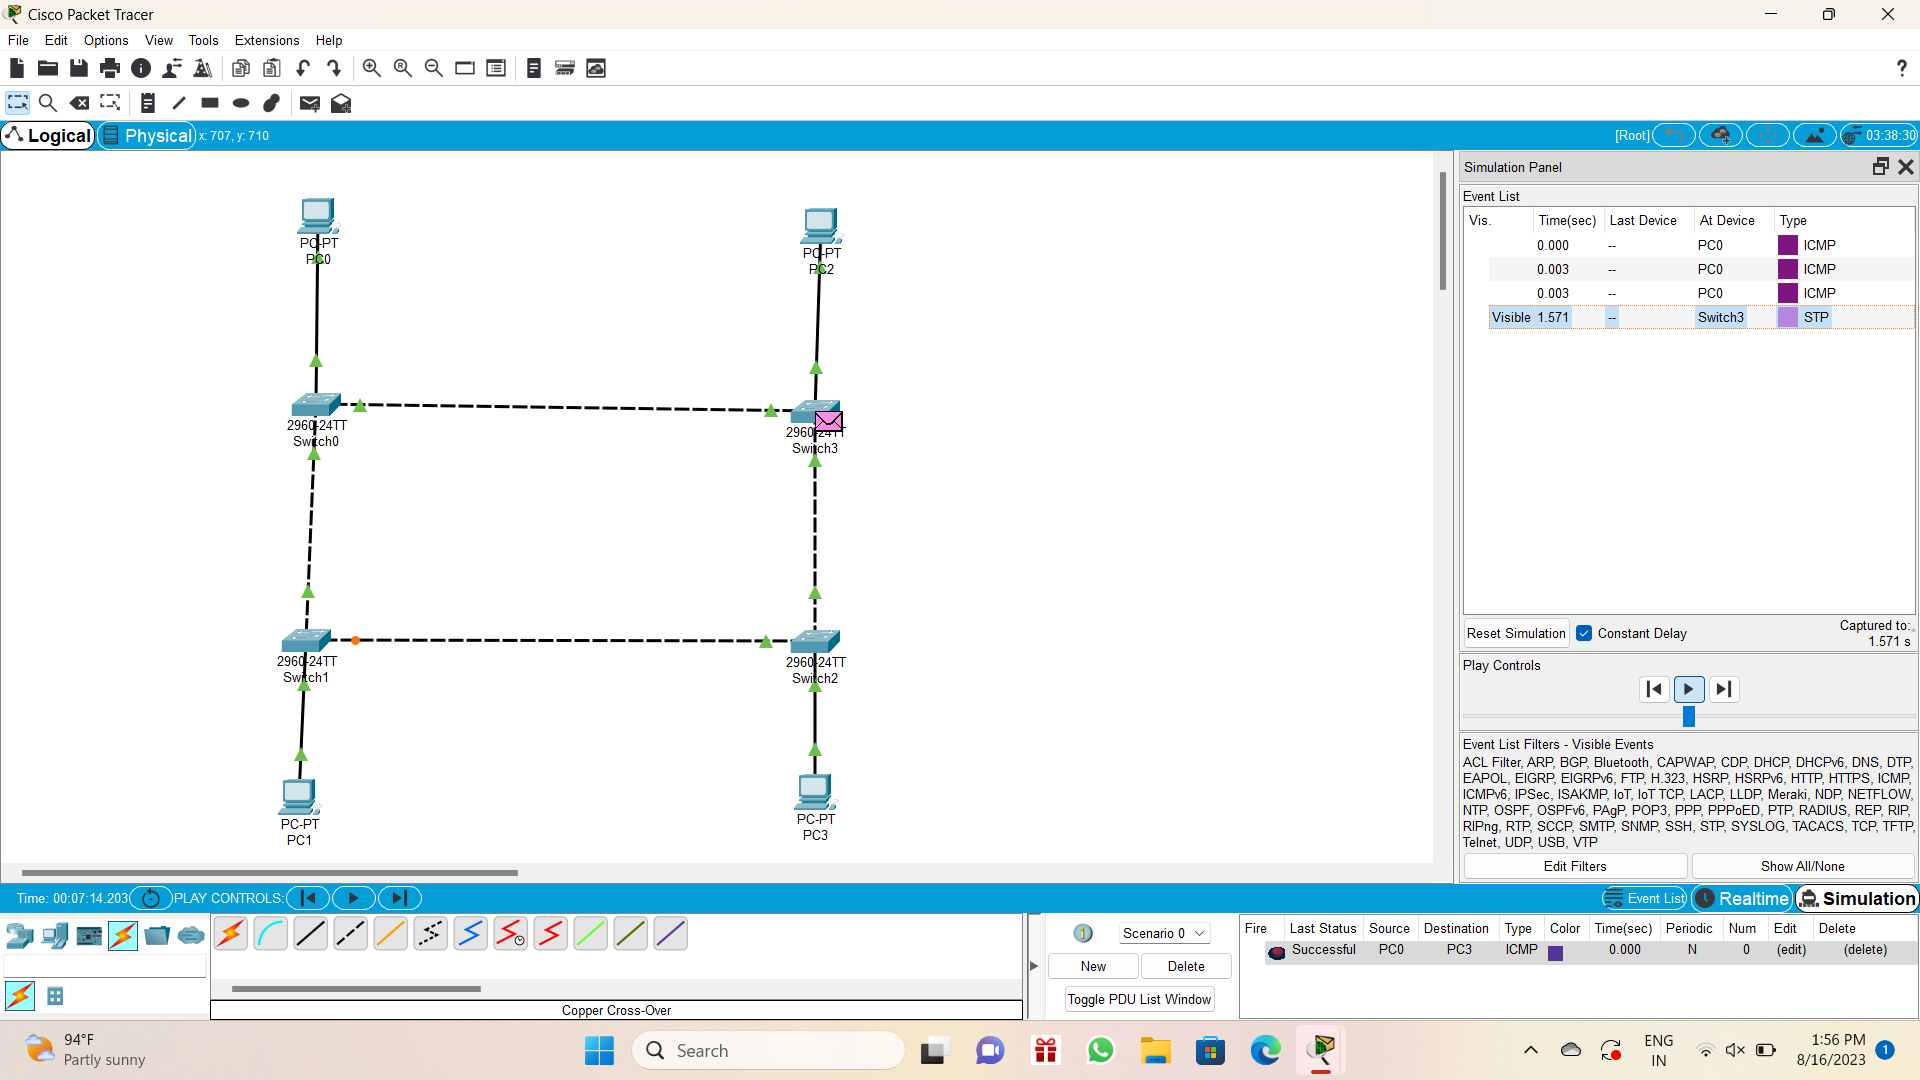 Cisco Packet Tracer
File Edit Options View Tools Extensions Help
?
Logical Physical x: 707, y: 710 [Root] 03:38:30
Simulation Panel
Event List
Vis. Time(sec) Last Device At Device Type
0.000 -- PC0 ICMP
0.003 -- PC0 ICMP
0.003 -- PC0 ICMP
Visible 1.571 -- Switch3 STP
PC-PT
PC0
PC-PT
PC2
2960-24TT
Switch0
2960-24TT
Switch3
2960-24TT
Switch1
2960-24TT
Switch2
PC-PT
PC1
PC-PT
PC3
Reset Simulation Constant Delay Captured to:
1.571 s
Play Controls
Event List Filters - Visible Events
ACL Filter, ARP, BGP, Bluetooth, CAPWAP, CDP, DHCP, DHCPv6, DNS, DTP,
EAPOL, EIGRP, EIGRPv6, FTP, H.323, HSRP, HSRPv6, HTTP, HTTPS, ICMP,
ICMPv6, IPSec, ISAKMP, IoT, IoT TCP, LACP, LLDP, Meraki, NDP, NETFLOW,
NTP, OSPF, OSPFv6, PAgP, POP3, PPP, PPPoED, PTP, RADIUS, REP, RIP,
RIPng, RTP, SCCP, SMTP, SNMP, SSH, STP, SYSLOG, TACACS, TCP, TFTP,
Telnet, UDP, USB, VTP
Edit Filters Show All/None
Time: 00:07:14.203 PLAY CONTROLS: Event List Realtime Simulation
Copper Cross-Over
1 Scenario 0
New Delete
Toggle PDU List Window
Fire Last Status Source Destination Type Color Time(sec) Periodic Num Edit Delete
Successful PC0 PC3 ICMP 0.000 N 0 (edit) (delete)
94°F
Partly sunny
Search
ENG
IN
1:56 PM
8/16/2023
1